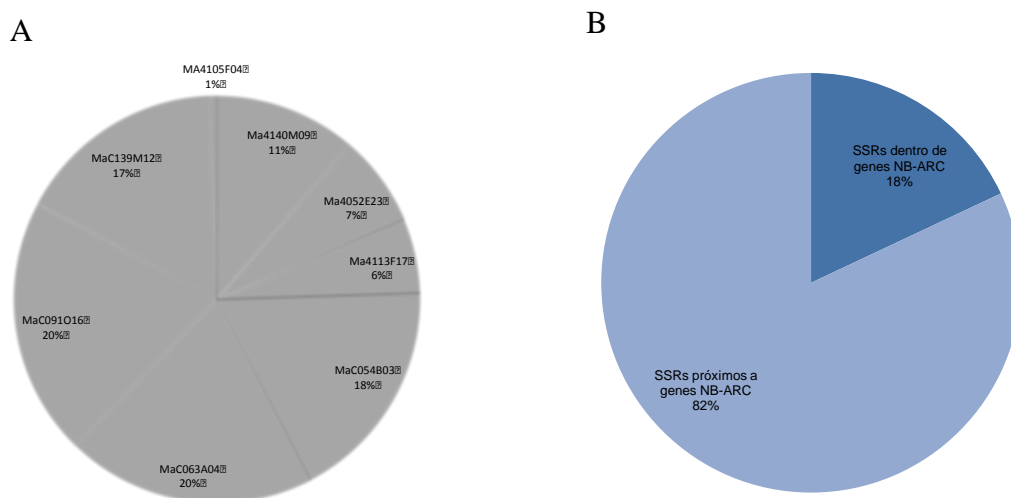 A
MA4105F04
1%
Ma4140M09
11%
Ma4052E23
7%
Ma4113F17
6%
MaC054B03
18%
MaC063A04
20%
MaC091O16
20%
MaC139M12
17%
B
SSRs dentro de
genes NB-ARC
18%
SSRs próximos a
genes NB-ARC
82%